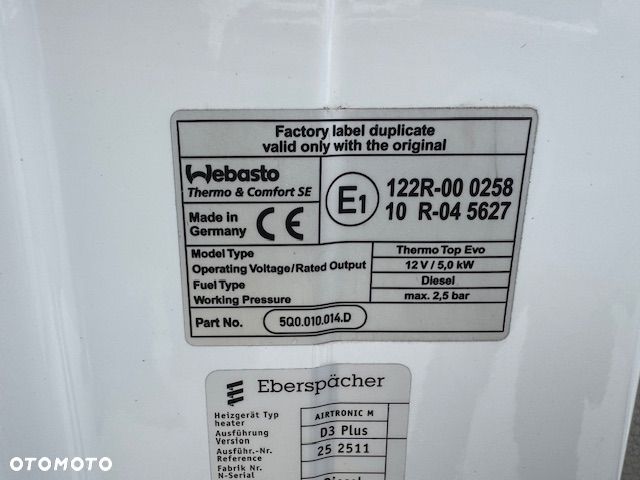 Factory label duplicate
valid only with the original
Webasto
Thermo & Comfort SE
Made in
Germany
CE
E1
122R-00 0258
10 R-04 5627
Model Type Thermo Top Evo
Operating Voltage/Rated Output 12 V / 5,0 kW
Fuel Type Diesel
Working Pressure max. 2,5 bar
Part No. 5Q0.010.014.D
Eberspächer
Heizgerät Typ AIRTRONIC M
heater
Ausführung D3 Plus
Version
Ausführ.-Nr. 25 2511
Reference
Fabrik Nr.
N-Serial
Diesel
OTOMOTO